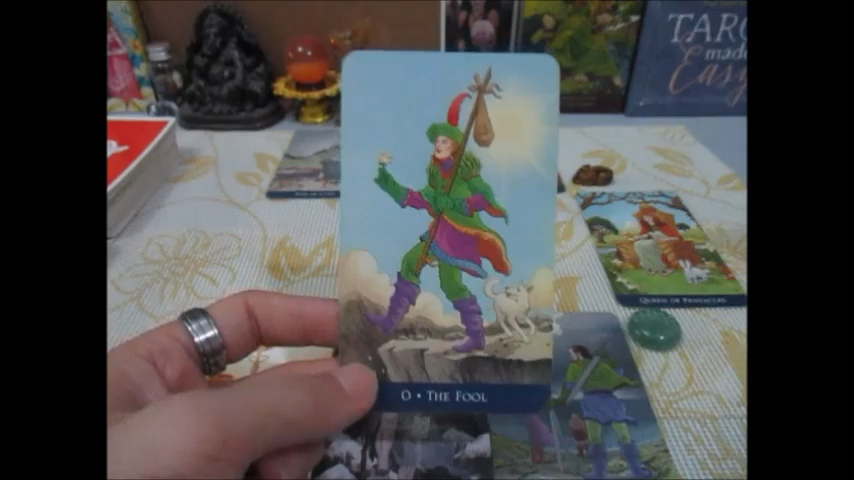 TAROT
made
Easy
0 • THE FOOL
QUEEN OF PENTACLES